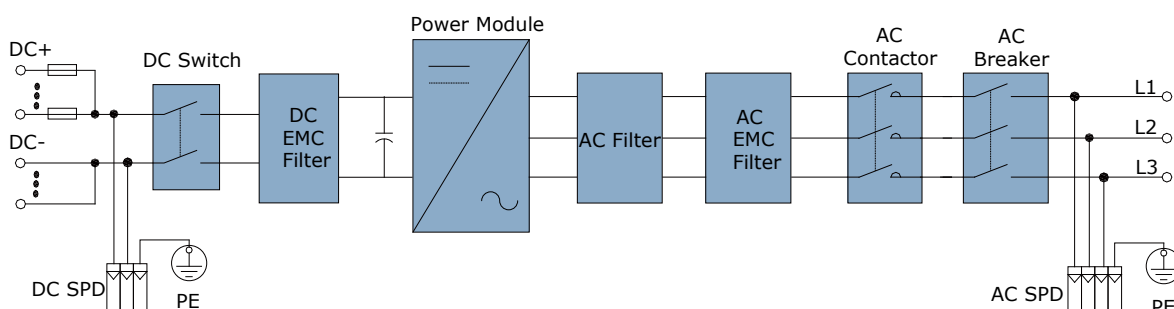 Power Module
DC+
DC Switch
AC
Contactor
AC
Breaker
DC
EMC
Filter
AC Filter
AC
EMC
Filter
L1
L2
L3
DC-
DC SPD
PE
AC SPD
PE